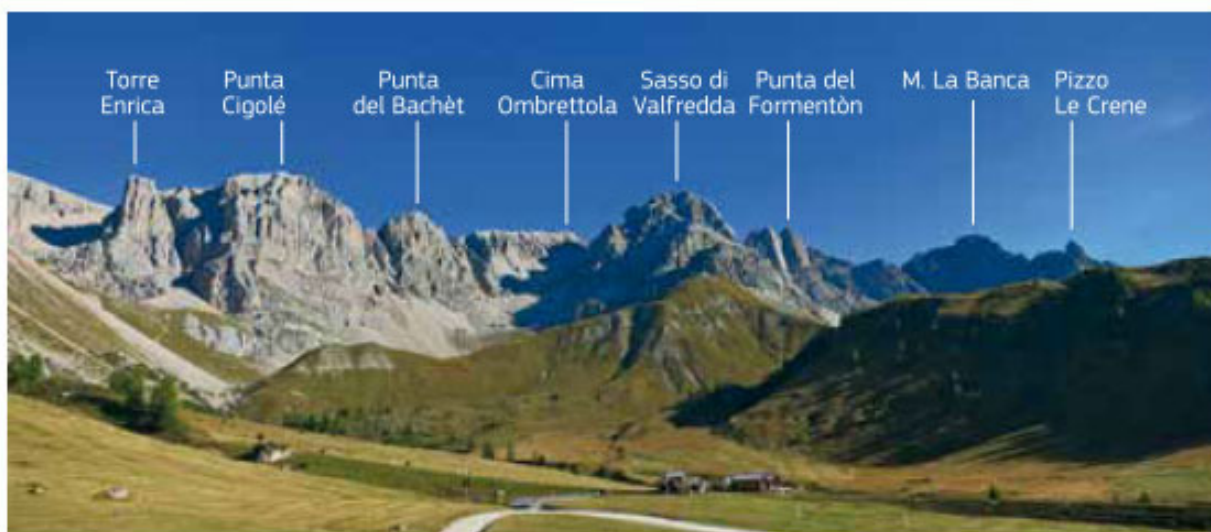 Torre
Enrica
Punta
Cigolé
Punta
del Bachèt
Cima
Ombrettola
Sasso di
Valfredda
Punta del
Formentòn
M. La Banca
Pizzo
Le Crene